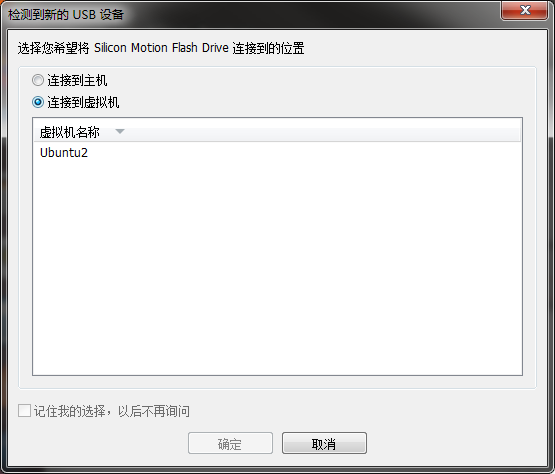 检测到新的 USB 设备
选择您希望将 Silicon Motion Flash Drive 连接到的位置
连接到主机
连接到虚拟机
虚拟机名称
Ubuntu2
记住我的选择，以后不再询问
确定
取消